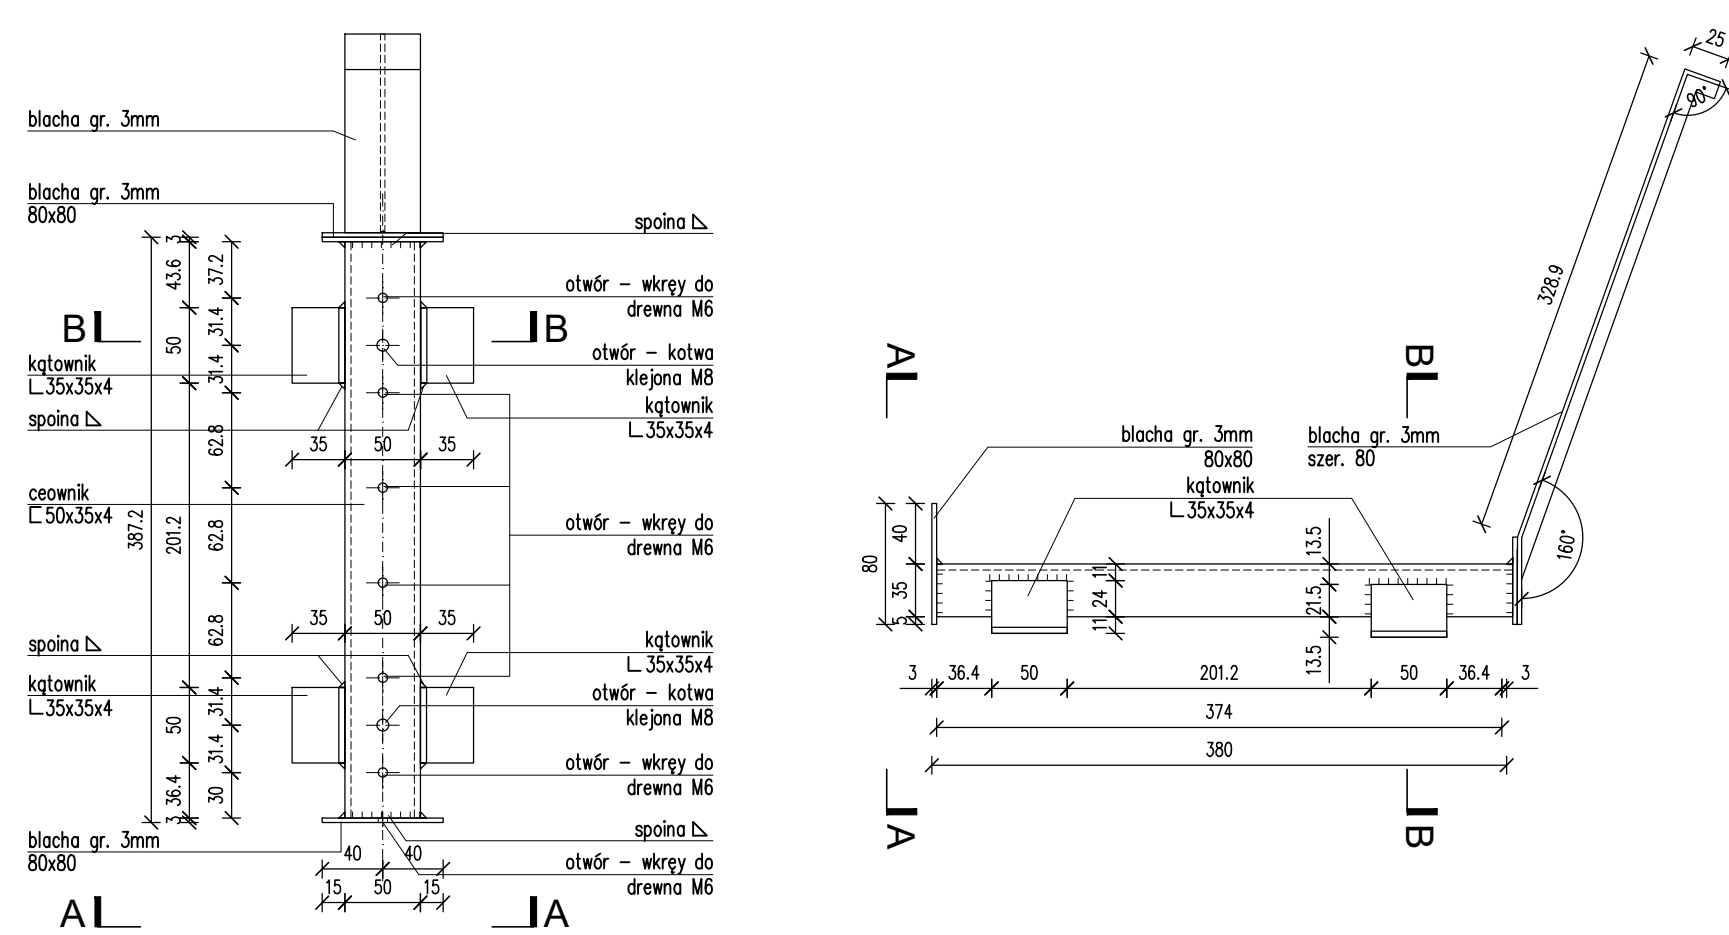 blacha gr. 3mm
blacha gr. 3mm
80x80
spoina
otwór – wkręy do
drewna M6
B
B
otwór – kotwa
klejona M8
kątownik
L35x35x4
kątownik
L35x35x4
spoina
ceownik
50x35x4
otwór – wkręy do
drewna M6
spoina
kątownik
L35x35x4
kątownik
L35x35x4
otwór – kotwa
klejona M8
otwór – wkręy do
drewna M6
blacha gr. 3mm
80x80
spoina
otwór – wkręy do
drewna M6
A
A
387.2
3
43.6
50
201.2
50
36.4
3
37.2
31.4
31.4
62.8
62.8
62.8
31.4
31.4
30
35 50 35
35 50 35
40 40
15 50 15
25
90°
328.9
160°
A
B
blacha gr. 3mm
80x80
blacha gr. 3mm
szer. 80
kątownik
L35x35x4
80
40
35
5
11
24
11
13.5
21.5
13.5
3 36.4 50 201.2 50 36.4 3
374
380
A
B